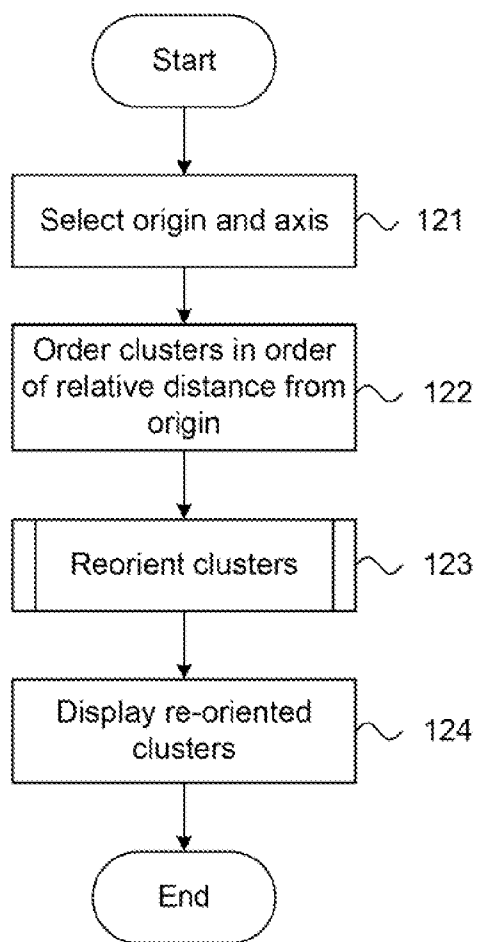 Start
Select origin and axis
121
Order clusters in order
of relative distance from
origin
122
Reorient clusters
123
Display re-oriented
clusters
124
End